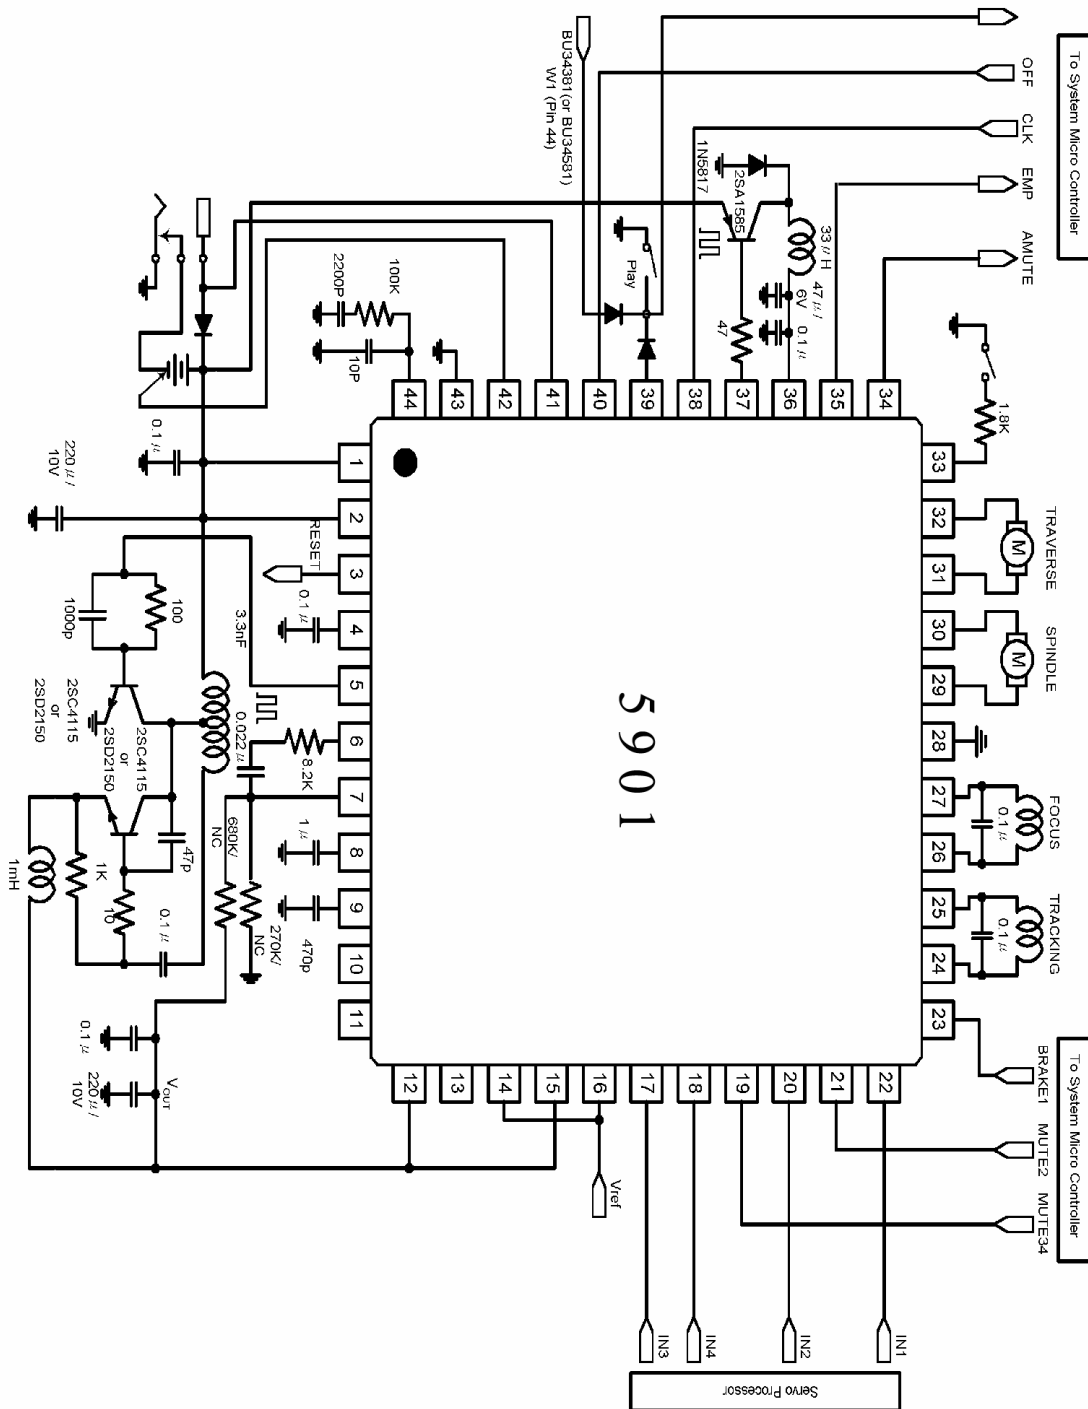 To System Micro Controller
OFF
CLK
EMP
AMUTE
BU34381(or BU34581)
W1 (Pin 44)
1N5817
2SA1585
33μH
47μ/
6V
0.1μ
47
Play
100K
2200P
10P
1.8K
44
43
42
41
40
39
38
37
36
35
34
33
32
31
30
29
28
27
26
25
24
23
TRAVERSE
M
SPINDLE
M
FOCUS
0.1μ
TRACKING
0.1μ
0.1μ
220μ/
10V
1
2
3
4
5
6
7
8
9
10
11
RESET
0.1μ
3.3nF
100
1000p
2SC4115
or
2SD2150
2SC4115
or
2SD2150
0.022μ
8.2K
680K/
NC
270K/
NC
1μ
470p
47p
1K
10
0.1μ
1mH
5901
12
13
14
15
16
17
18
19
20
21
22
VOUT
0.1μ
220μ/
10V
Vref
BRAKE1
MUTE2
MUTE34
To System Micro Controller
IN3
IN4
IN2
IN1
Servo Processor